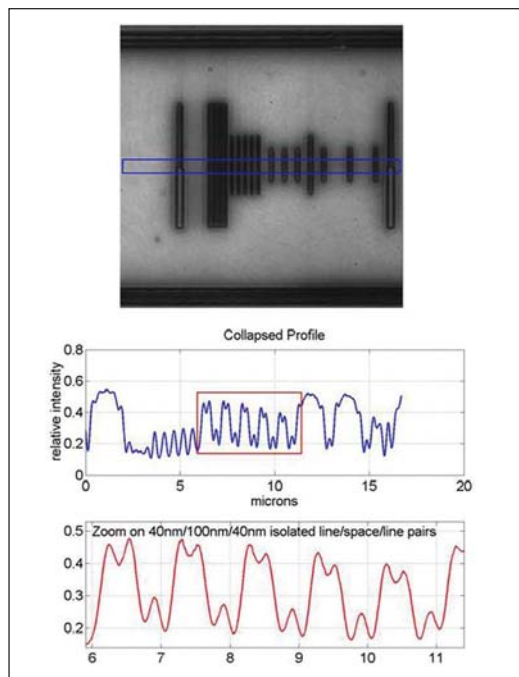 Collapsed Profile
0.8
0.6
0.4
0.2
0
relative intensity
0 5 10 15 20
microns
Zoom on 40nm/100nm/40nm isolated line/space/line pairs
0.5
0.4
0.3
0.2
6 7 8 9 10 11